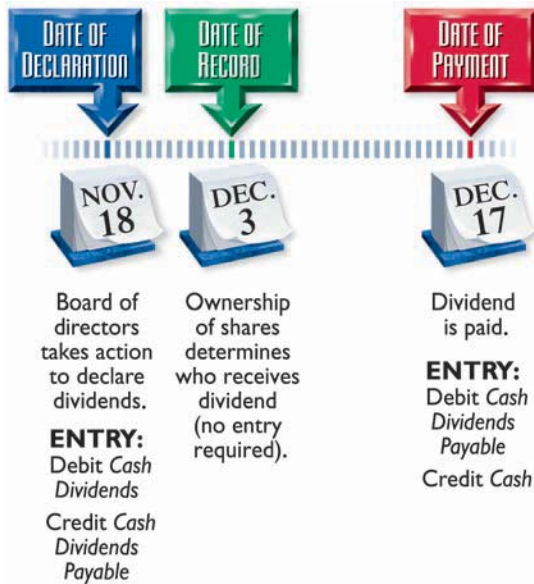 DATE OF
DECLARATION
DATE OF
RECORD
DATE OF
PAYMENT
NOV.
18
DEC.
3
DEC.
17
Board of
directors
takes action
to declare
dividends.
ENTRY:
Debit Cash
Dividends
Credit Cash
Dividends
Payable
Ownership
of shares
determines
who receives
dividend
(no entry
required).
Dividend
is paid.
ENTRY:
Debit Cash
Dividends
Payable
Credit Cash